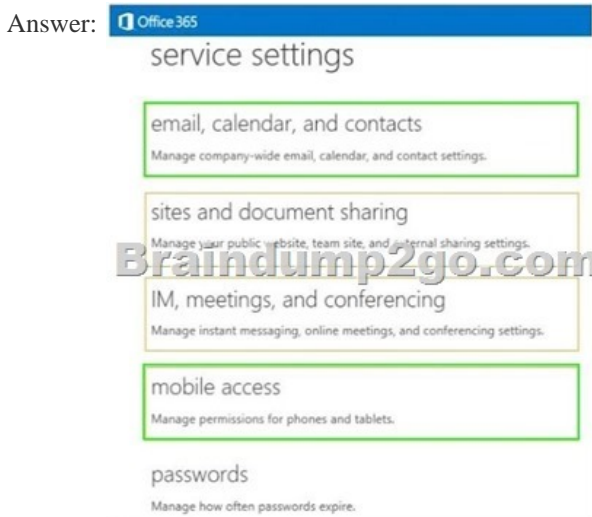 Answer:
Office 365
service settings
email, calendar, and contacts
Manage company-wide email, calendar, and contact settings.
sites and document sharing
Manage your public website, team site, and external sharing settings.
Braindump2go.com
IM, meetings, and conferencing
Manage instant messaging, online meetings, and conferencing settings.
mobile access
Manage permissions for phones and tablets.
passwords
Manage how often passwords expire.